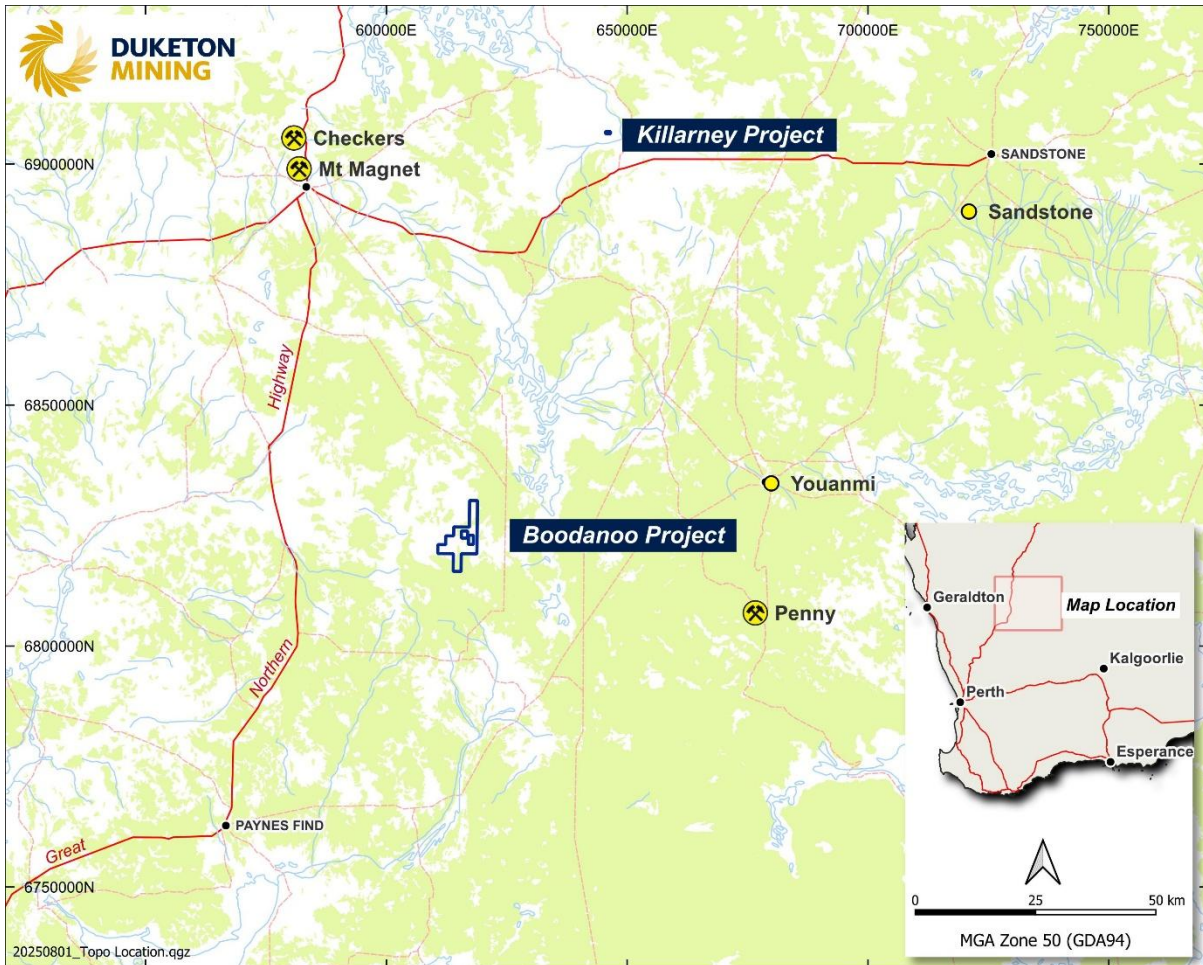 600000E
650000E
700000E
750000E
DUKETON
MINING
Checkers
Killarney Project
6900000N
SANDSTONE
Mt Magnet
Sandstone
Highway
6850000N
Youanmi
Boodanoo Project
Geraldton
Map Location
Penny
6800000N
Kalgoorlie
Northern
Perth
Esperance
PAYNES FIND
Great
6750000N
0
25
50 km
MGA Zone 50 (GDA94)
20250801_Topo Location.qgz